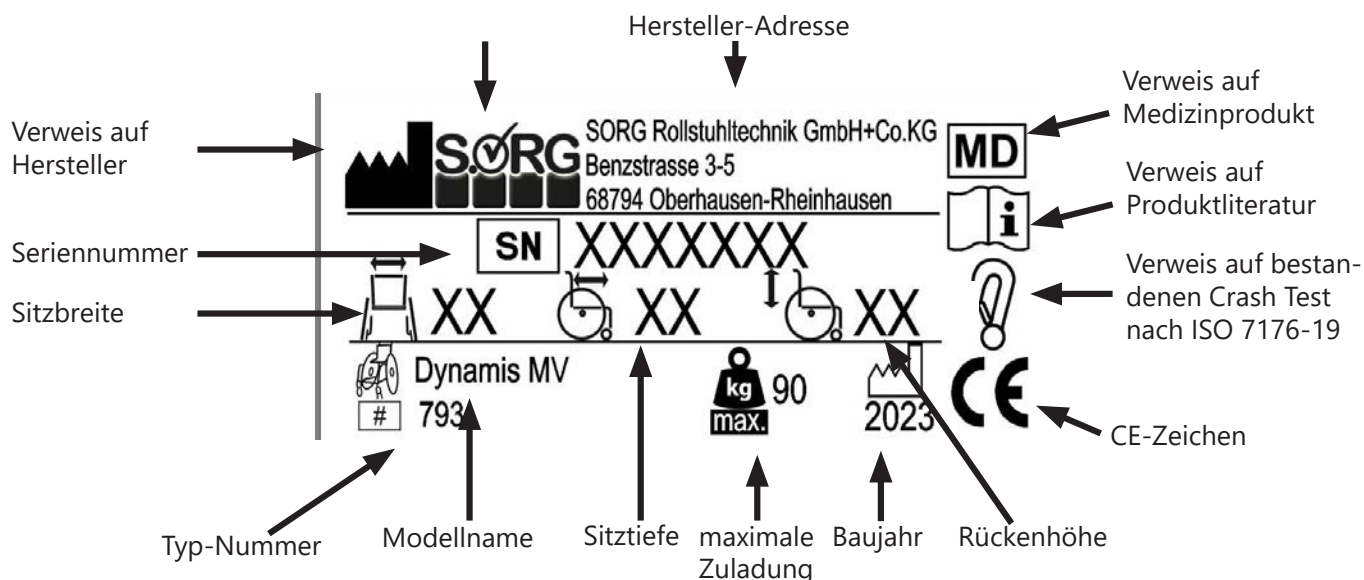 Hersteller-Adresse
Verweis auf
Medizinprodukt
Verweis auf
Hersteller
S.ORG
SORG Rollstuhltechnik GmbH+Co.KG
Benzstrasse 3-5
68794 Oberhausen-Rheinhausen
MD
Verweis auf
Produktliteratur
i
Seriennummer
SN XXXXXXX
Verweis auf bestan-
denen Crash Test
nach ISO 7176-19
Sitzbreite
XX XX XX
Dynamis MV
# 793
kg 90
max.
2023
CE
CE-Zeichen
Typ-Nummer
Modellname
Sitztiefe
maximale
Zuladung
Baujahr
Rückenhöhe